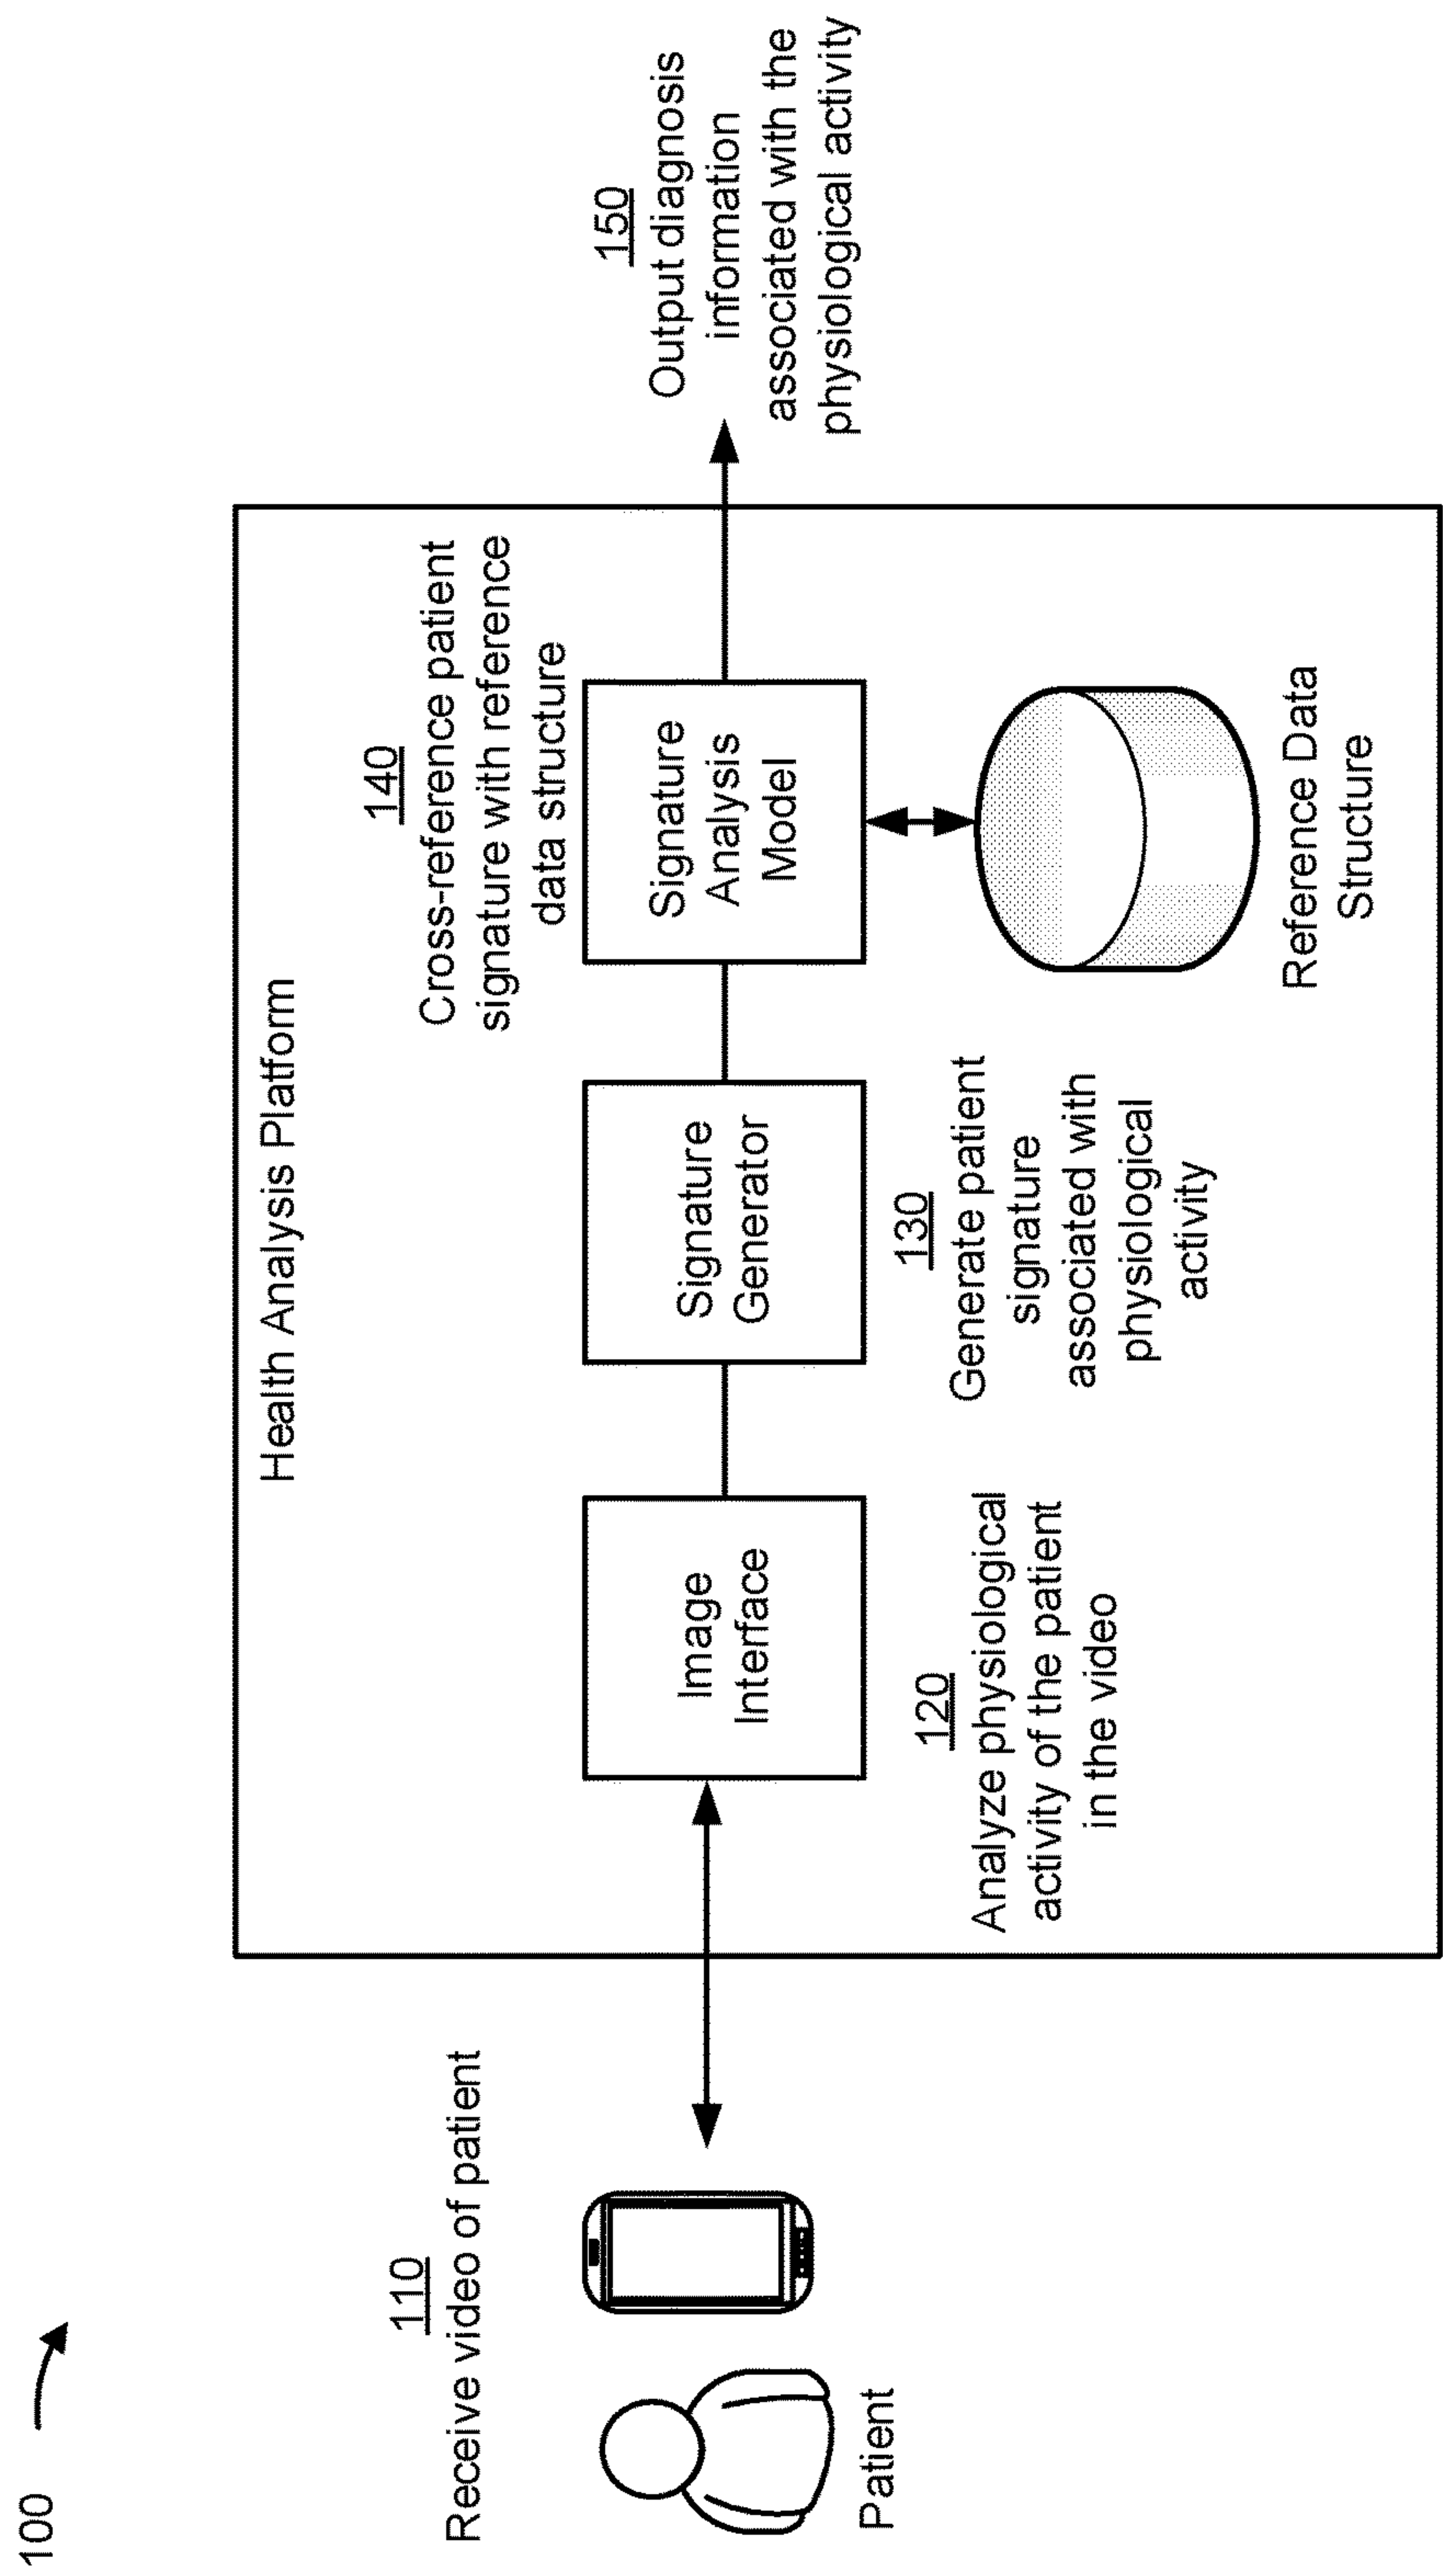 100
110
Receive video of patient
Patient
Health Analysis Platform
Image
Interface
120
Analyze physiological
activity of the patient
in the video
Signature
Generator
130
Generate patient
signature
associated with
physiological
activity
140
Cross-reference patient
signature with reference
data structure
Signature
Analysis
Model
Reference Data
Structure
150
Output diagnosis
information
associated with the
physiological activity